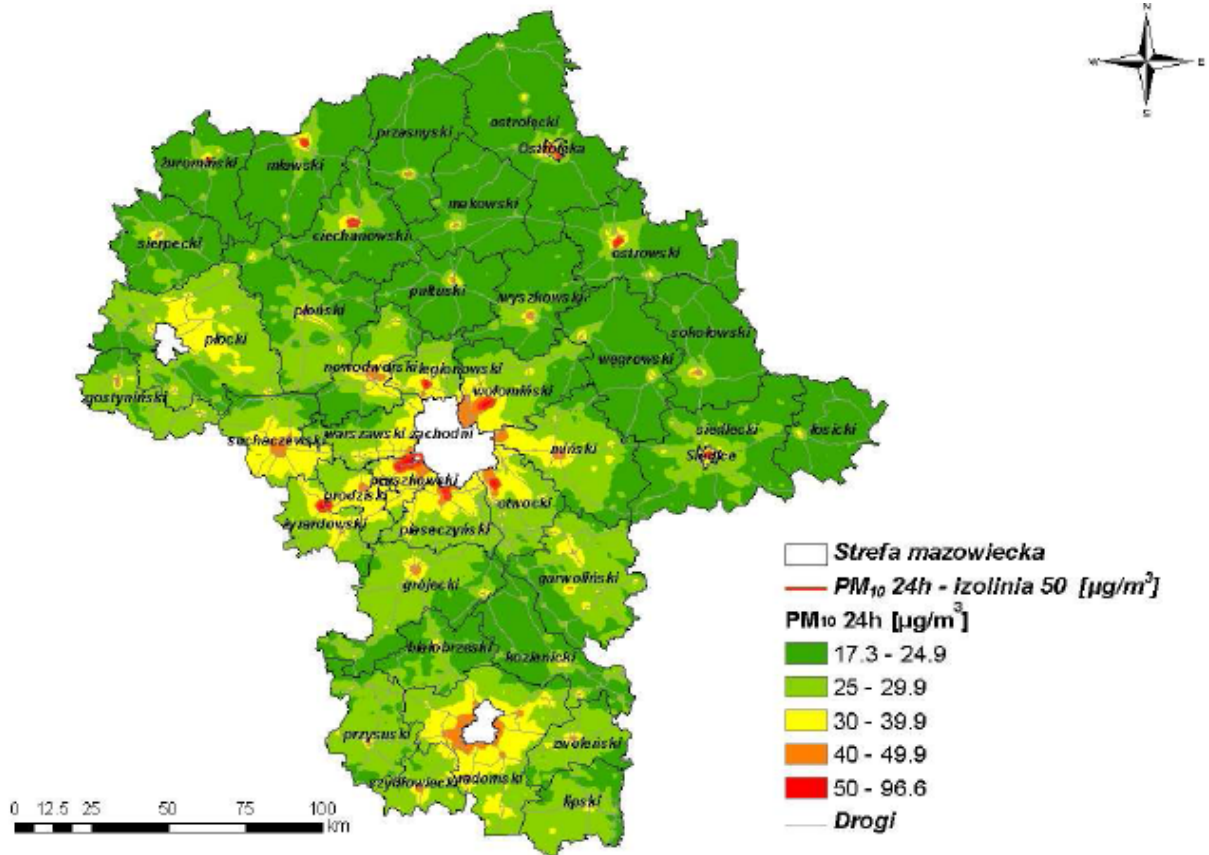 N
W E
S
ostrołęcki
przasnyski
Ostrołęka
żuromiński
mławski
makowski
ciechanowski
sierpecki
ostrowski
pułtuski
wyszkowski
płoński
sokołowski
płocki
węgrowski
nowodworski
legionowski
wołomiński
gostyniński
siedlecki
łosicki
sochaczewski
warszawski zachodni
miński
Siedlce
pruszkowski
grodziski
otwocki
żyrardowski
piaseczyński
Strefa mazowiecka
garwoliński
grójecki
PM10 24h - izolinia 50 [µg/m³]
PM10 24h [µg/m³]
białobrzeski
kozienicki
17.3 - 24.9
25 - 29.9
30 - 39.9
przysuski
zwoleński
40 - 49.9
szydłowiecki
radomski
50 - 96.6
lipski
Drogi
0 12.5 25 50 75 100
km